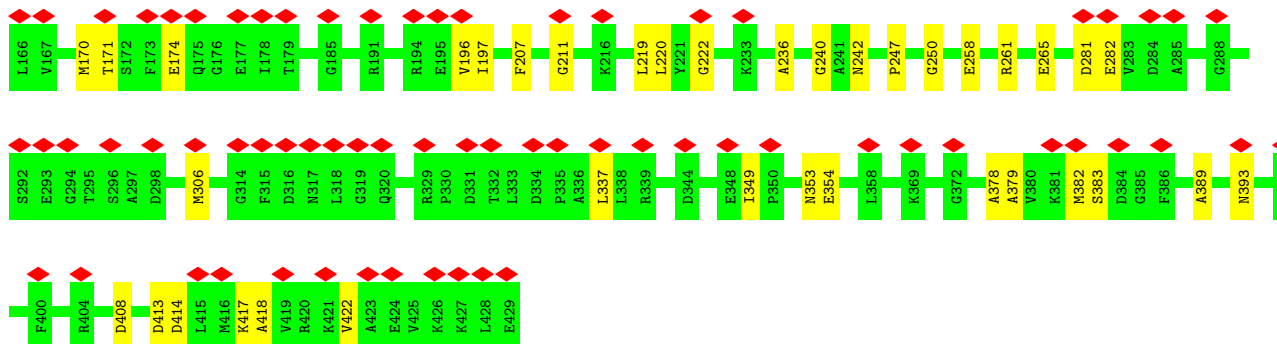 L166 V167 M170 T171 S172 F173 E174 Q175 G176 E177 I178 T179 G185 R191 R194 E195 V196 I197 F207 G211 K216 L219 L220 Y221 G222 K233 A236 G240 A241 N242 P247 G250 E258 R261 E265 D281 E282 V283 D284 A285 G288
S292 E293 G294 T295 S296 A297 D298 M306 G314 F315 D316 N317 L318 G319 Q320 R329 P330 D331 T332 L333 D334 P335 A336 L337 L338 R339 D344 E348 I349 P350 N353 E354 L358 K369 G372 A378 A379 V380 K381 M382 S383 D384 G385 F386 A389 N393
F400 R404 D408 D413 D414 L415 M416 K417 A418 V419 R420 K421 V422 A423 E424 V425 K426 K427 L428 E429